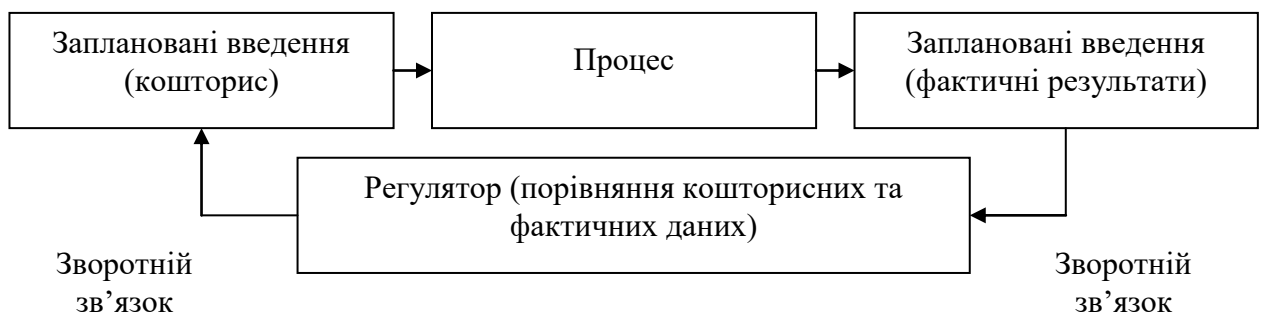 Заплановані введення
(кошторис)
Процес
Заплановані введення
(фактичні результати)
Регулятор (порівняння кошторисних та
фактичних даних)
Зворотній
зв’язок
Зворотній
зв’язок